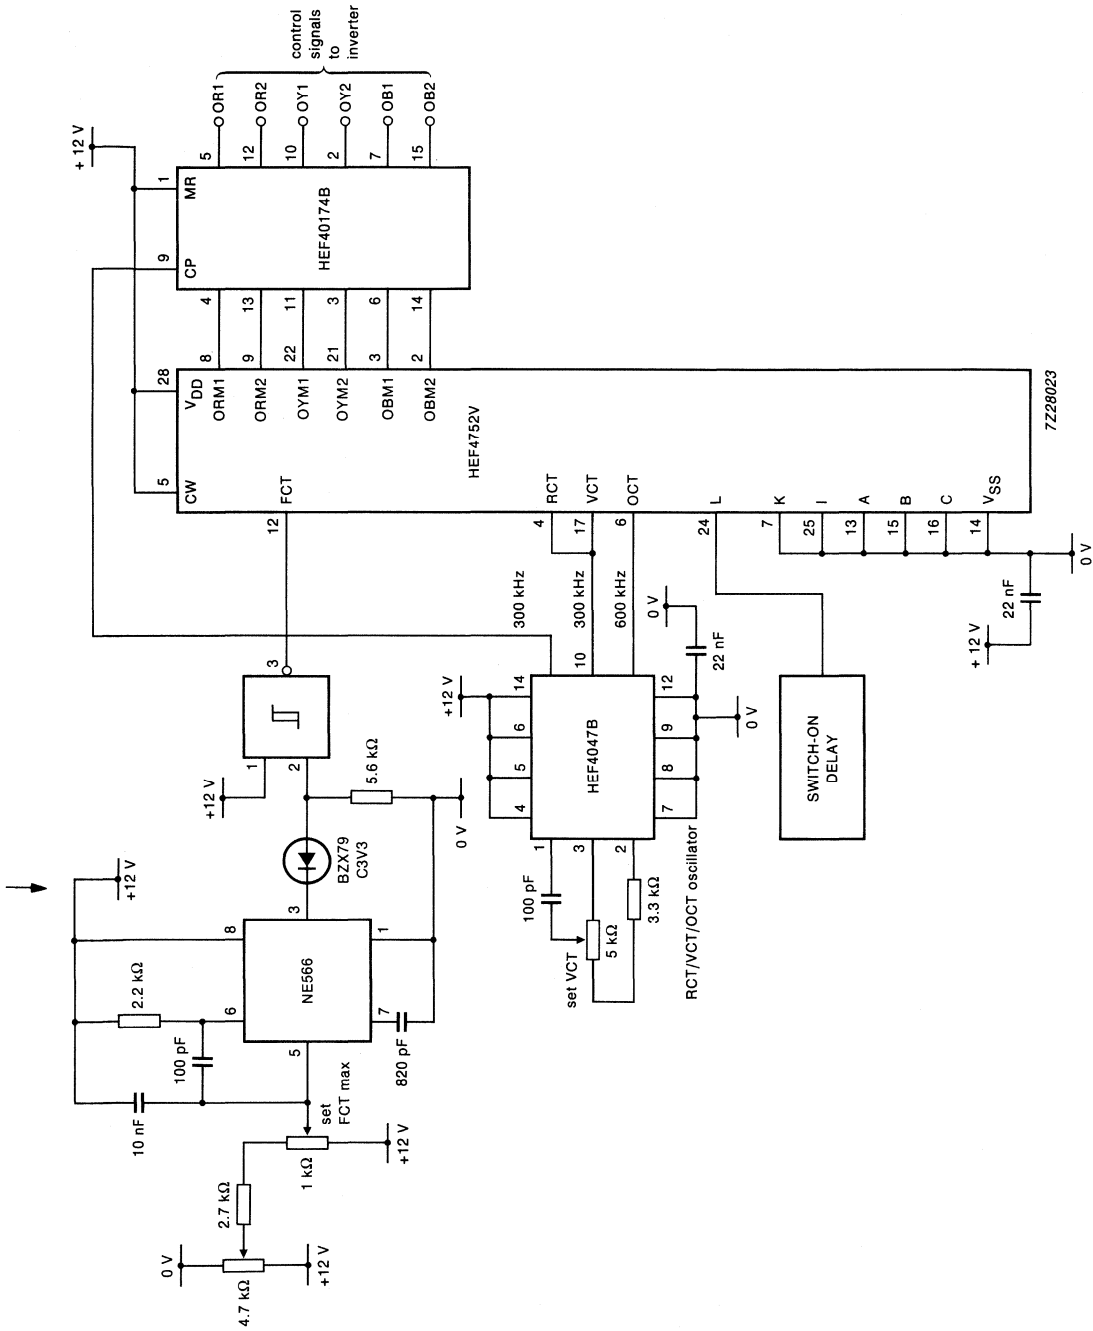 control
signals
to
inverter
OR1
OR2
OY1
OY2
OB1
OB2
5
12
10
2
7
15
+ 12 V
1
MR
9
CP
HEF40174B
4
13
11
3
6
14
8
9
22
21
3
2
28
VDD
ORM1
ORM2
OYM1
OYM2
OBM1
OBM2
5
CW
HEF4752V
7Z28023
FCT
12
RCT
VCT
OCT
L
K
I
A
B
C
VSS
4
17
6
24
7
25
13
15
16
14
300 kHz
300 kHz
600 kHz
0 V
22 nF
0 V
22 nF
+ 12 V
3
1
2
+12 V
5.6 kΩ
0 V
+12 V
10
14
6
5
4
12
9
8
7
HEF4047B
0 V
SWITCH-ON
DELAY
1
3
2
100 pF
set VCT
5 kΩ
3.3 kΩ
RCT/VCT/OCT oscillator
BZX79
C3V3
+12 V
3
8
1
6
7
5
NE566
2.2 kΩ
100 pF
820 pF
10 nF
set
FCT max
1 kΩ
+12 V
2.7 kΩ
0 V
4.7 kΩ
+12 V